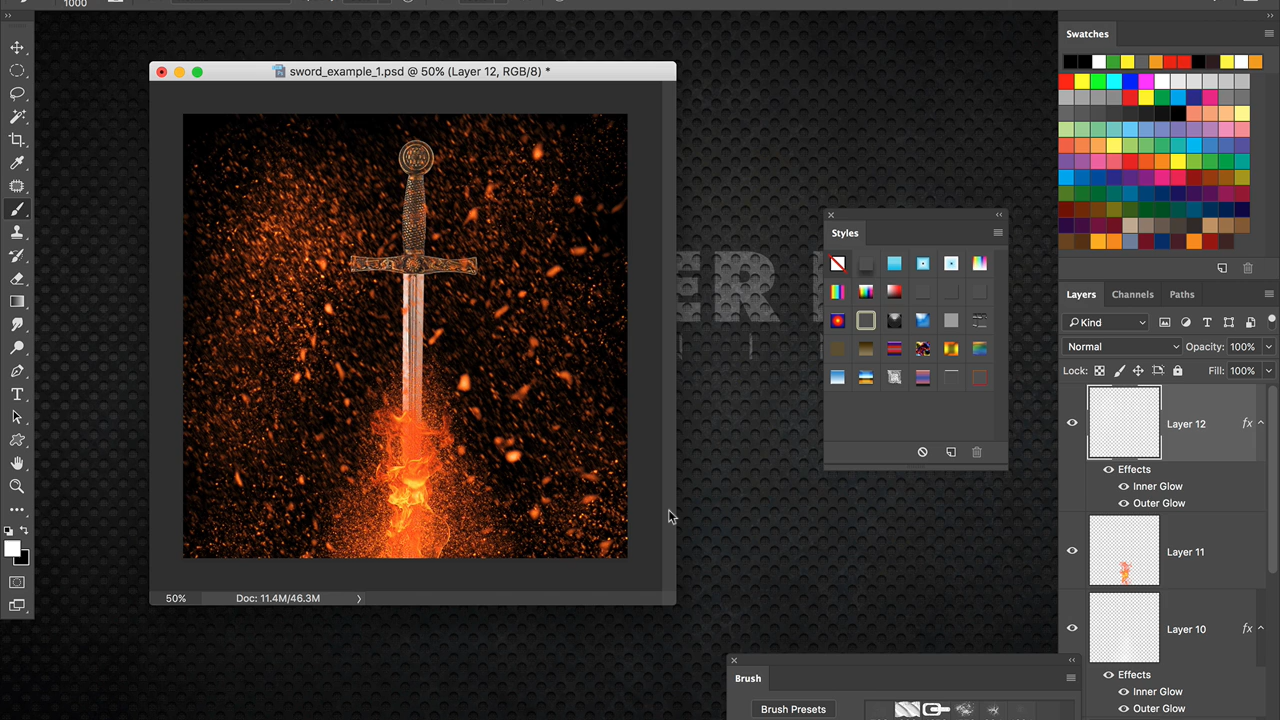 1000
sword_example_1.psd @ 50% (Layer 12, RGB/8) *
50%
Doc: 11.4M/46.3M
ER
Styles
Brush
Brush Presets
Swatches
Layers
Channels
Paths
Kind
Normal
Opacity: 100%
Lock:
Fill: 100%
Layer 12
fx
Effects
Inner Glow
Outer Glow
Layer 11
Layer 10
fx
Effects
Inner Glow
Outer Glow